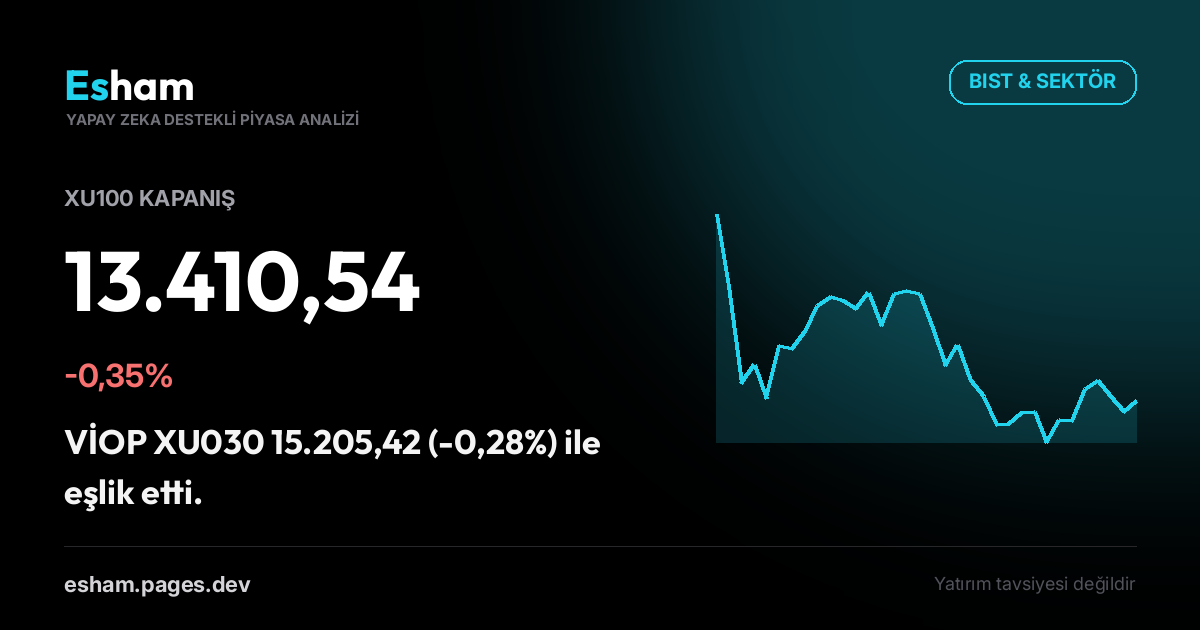 Esham
YAPAY ZEKA DESTEKLİ PİYASA ANALİZİ
BIST & SEKTÖR
XU100 KAPANIŞ
13.410,54
-0,35%
VİOP XU030 15.205,42 (-0,28%) ile
eşlik etti.
esham.pages.dev
Yatırım tavsiyesi değildir